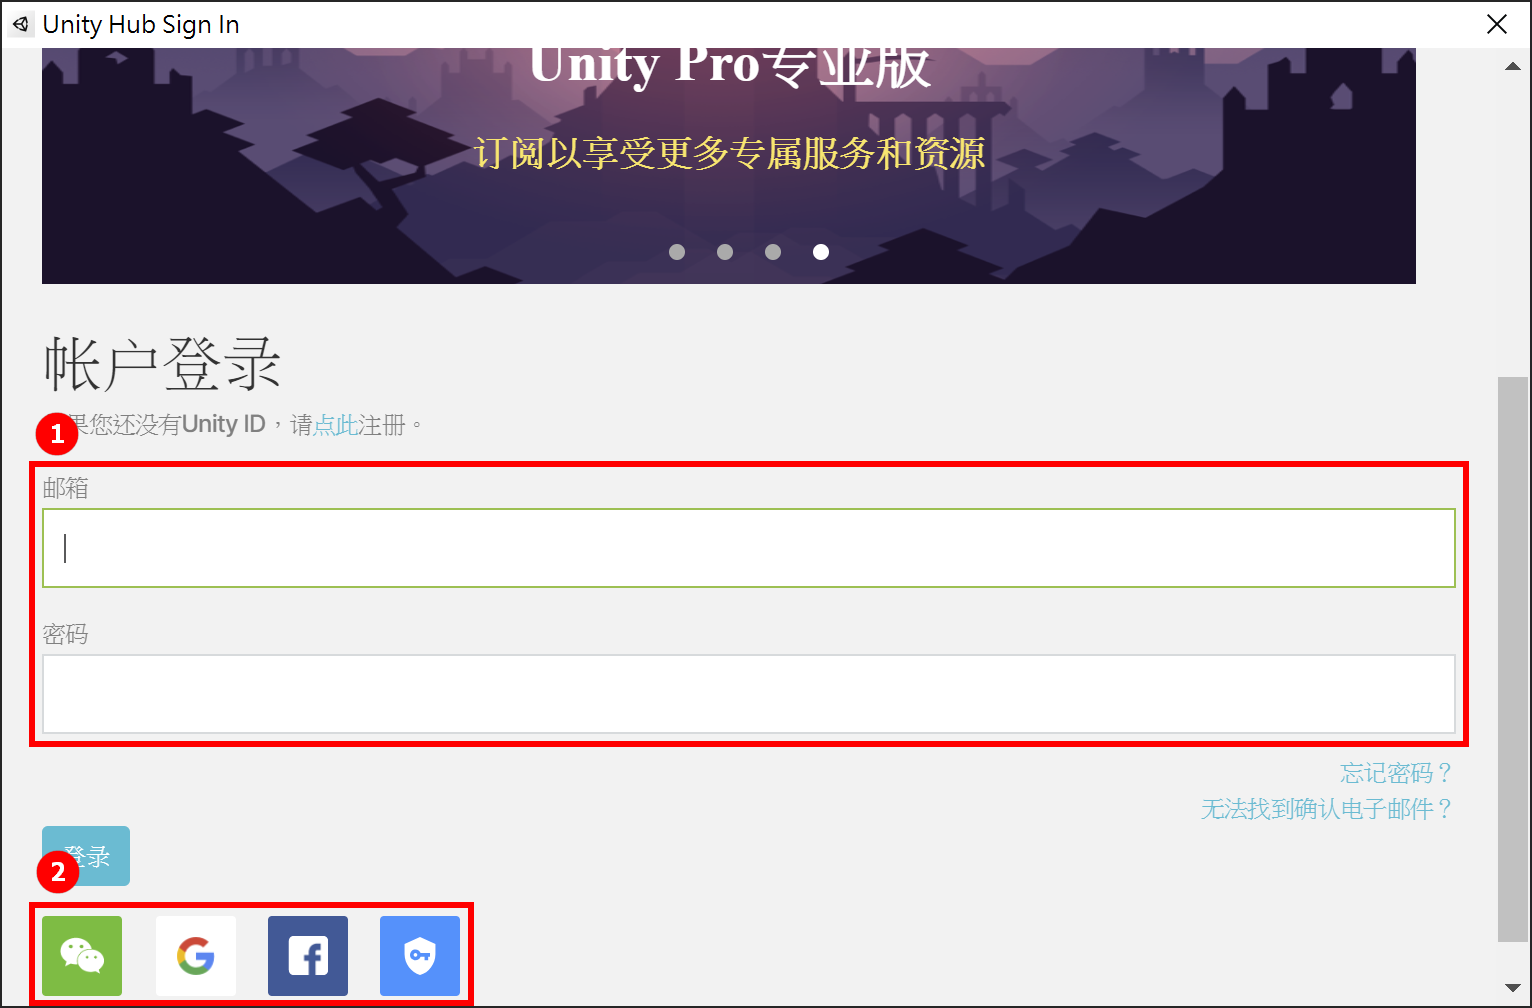 Unity Hub Sign In
Unity Pro专业版
订阅以享受更多专属服务和资源
帐户登录
果您还没有Unity ID，请点此注册。
1
邮箱
密码
忘记密码？
无法找到确认电子邮件？
登录
2